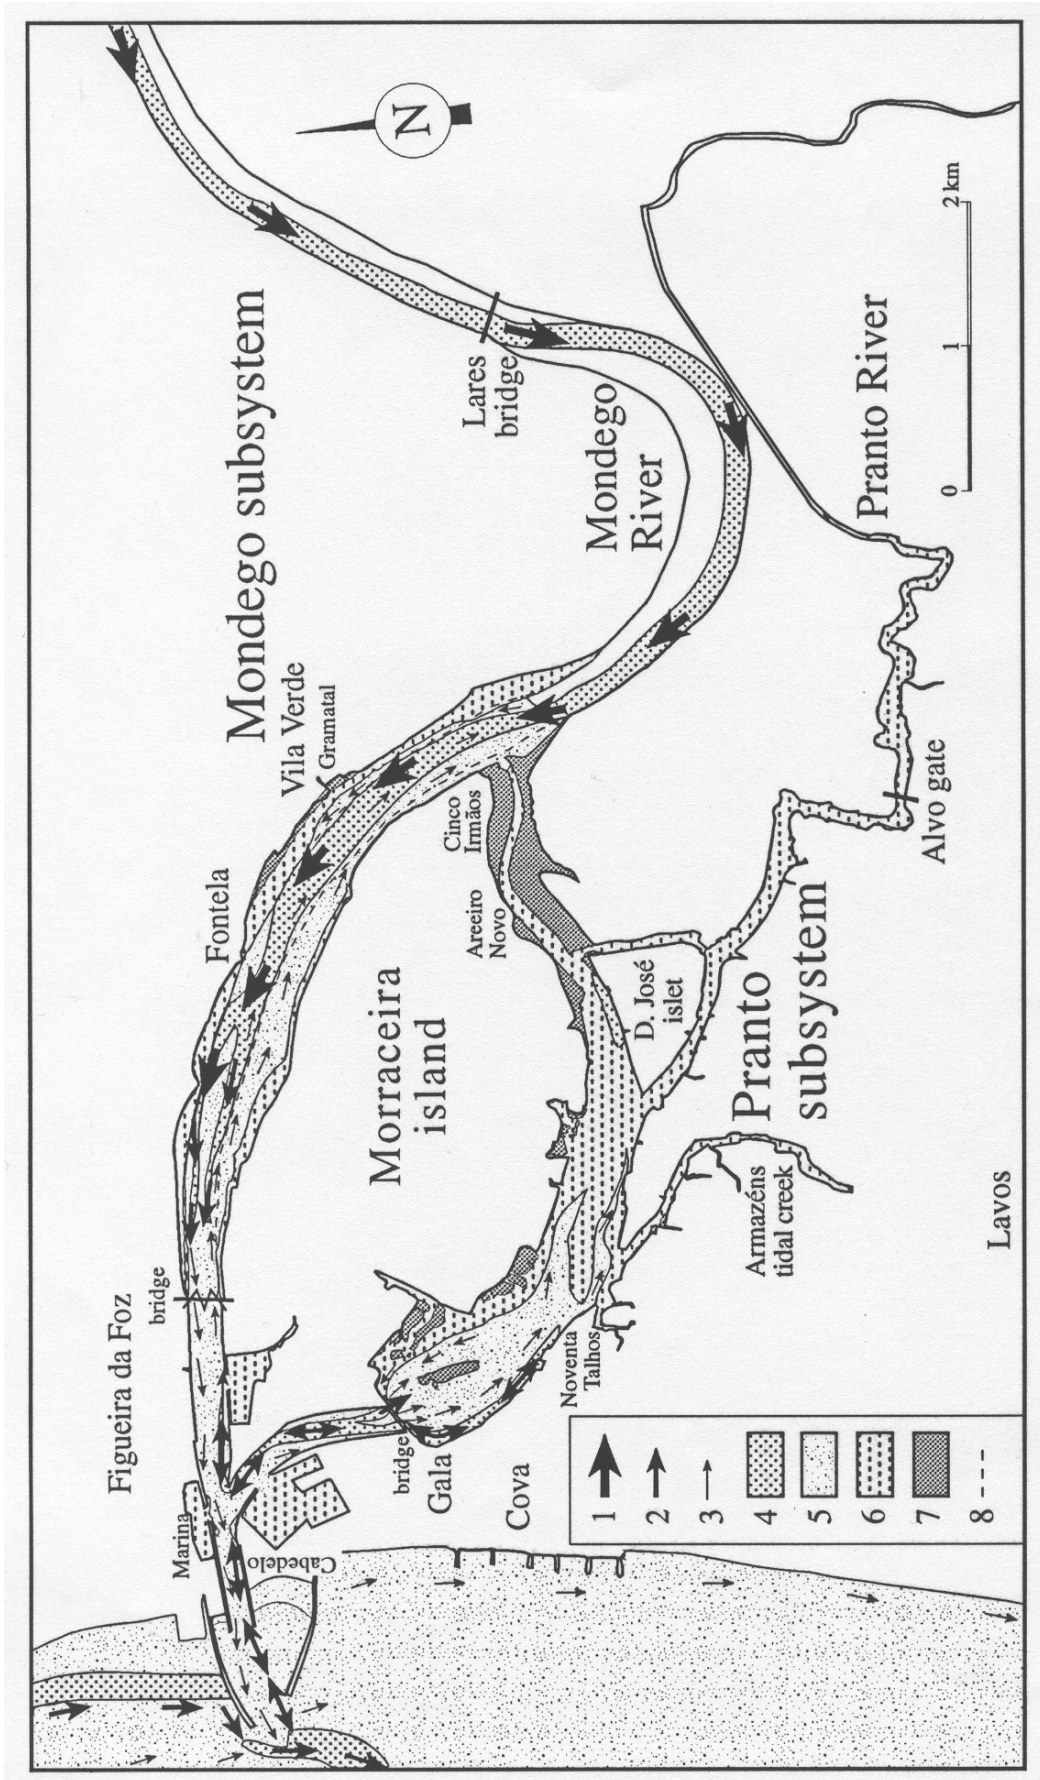 Mondego subsystem
N
Vila Verde
Gramatal
Lares
bridge
Mondego
River
Pranto River
0
1
2 km
Fontela
Cinco
Irmãos
Areeiro
Novo
Morraceira
island
D. José
islet
Pranto
subsystem
Alvo gate
Armazéns
tidal creek
Lavos
Figueira da Foz
bridge
Noventa
Talhos
bridge
Gala
Cova
Marina
Cabedelo
1
2
3
4
5
6
7
8